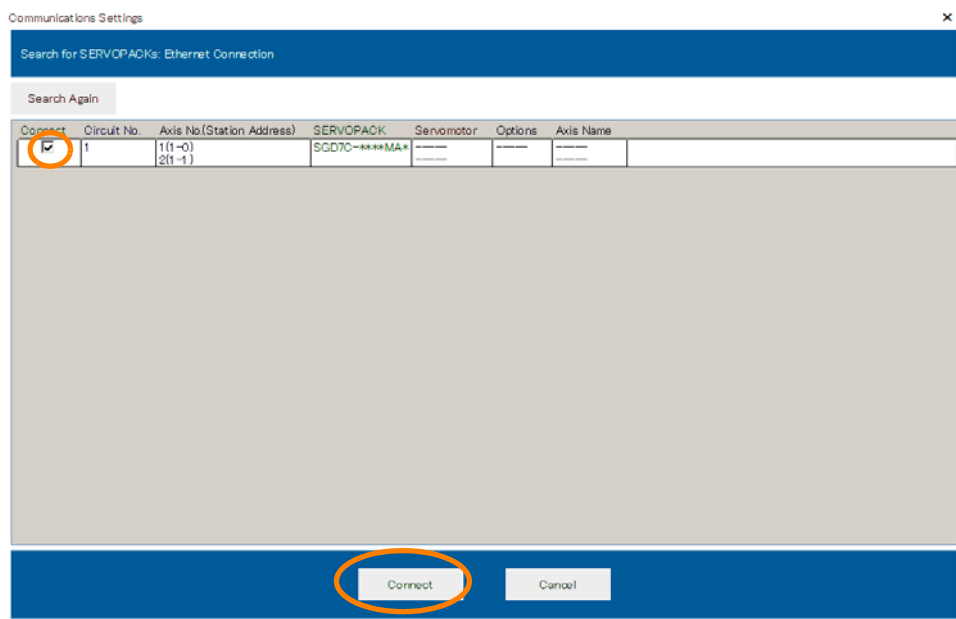 Communications Settings
Search for SERVOPACKs: Ethernet Connection
Search Again
Connect Circuit No. Axis No.(Station Address) SERVOPACK Servomotor Options Axis Name
1 1(1-0) SGD7C-****MA* ------ ------ ------
2(1-1) ------ ------
Connect Cancel